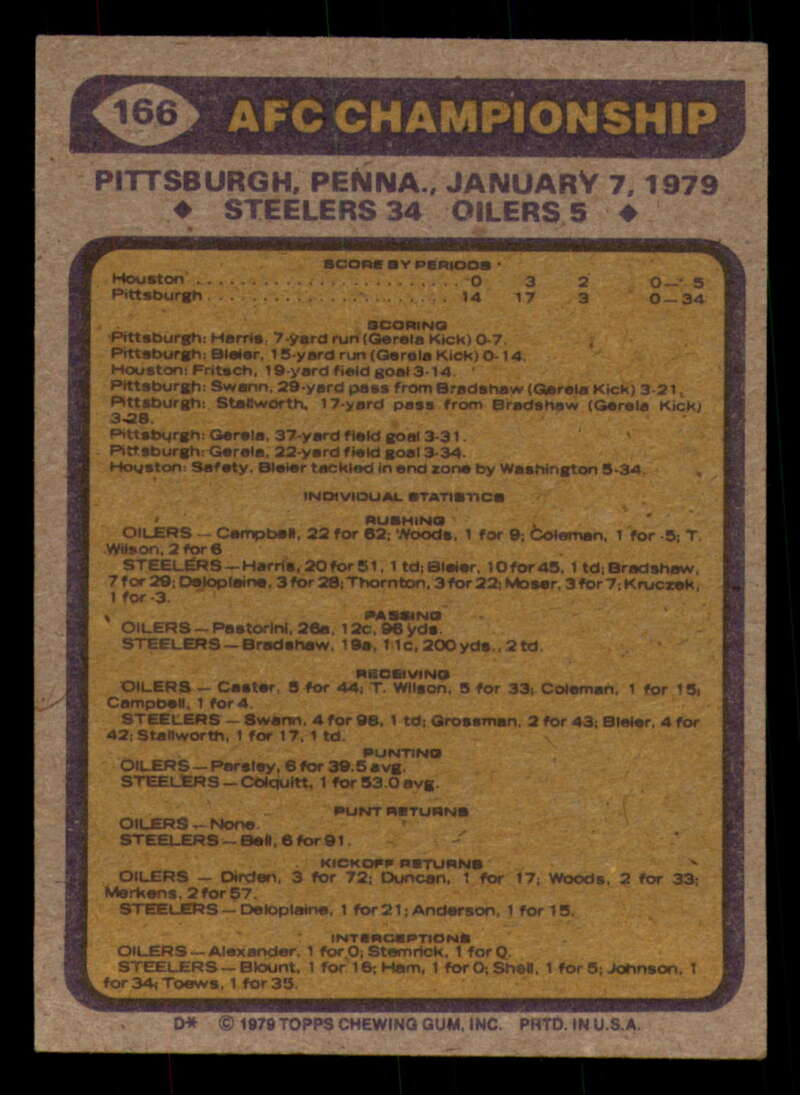 166 AFC CHAMPIONSHIP
PITTSBURGH, PENNA., JANUARY 7, 1979
◆ STEELERS 34 OILERS 5 ◆
SCORE BY PERIODS
Houston . . . . . . . . . . . . . . . . . . . . . . . . 0 3 2 0— 5
Pittsburgh . . . . . . . . . . . . . . . . . . . . . . 14 17 3 0—34
SCORING
Pittsburgh: Harris, 7-yard run (Gerela Kick) 0-7.
Pittsburgh: Bleier, 15-yard run (Gerela Kick) 0-14.
Houston: Fritsch, 19-yard field goal 3-14.
Pittsburgh: Swann, 29-yard pass from Bradshaw (Gerela Kick) 3-21.
Pittsburgh: Stallworth, 17-yard pass from Bradshaw (Gerela Kick)
3-28.
Pittsburgh: Gerela, 37-yard field goal 3-31.
Pittsburgh: Gerela, 22-yard field goal 3-34.
Houston: Safety, Bleier tackled in end zone by Washington 5-34.
INDIVIDUAL STATISTICS
RUSHING
OILERS — Campbell, 22 for 62; Woods, 1 for 9; Coleman, 1 for -5; T.
Wilson, 2 for 6
STEELERS — Harris, 20 for 51, 1 td; Bleier, 10 for 45, 1 td; Bradshaw,
7 for 29; Deloplaine, 3 for 28; Thornton, 3 for 22; Moser, 3 for 7; Kruczek,
1 for -3.
PASSING
OILERS — Pastorini, 26a, 12c, 96 yds.
STEELERS — Bradshaw, 19a, 11c, 200 yds., 2 td.
RECEIVING
OILERS — Caster, 5 for 44; T. Wilson, 5 for 33; Coleman, 1 for 15;
Campbell, 1 for 4.
STEELERS — Swann, 4 for 98, 1 td; Grossman, 2 for 43; Bleier, 4 for
42; Stallworth, 1 for 17, 1 td.
PUNTING
OILERS — Parsley, 6 for 39.5 avg.
STEELERS — Colquitt, 1 for 53.0 avg.
PUNT RETURNS
OILERS — None.
STEELERS — Bell, 6 for 91.
KICKOFF RETURNS
OILERS — Dirden, 3 for 72; Duncan, 1 for 17; Woods, 2 for 33;
Merkens, 2 for 57.
STEELERS — Deloplaine, 1 for 21; Anderson, 1 for 15.
INTERCEPTIONS
OILERS — Alexander, 1 for 0; Stemrick, 1 for 0.
STEELERS — Blount, 1 for 16; Ham, 1 for 0; Shell, 1 for 5; Johnson, 1
for 34; Toews, 1 for 35.
D* © 1979 TOPPS CHEWING GUM, INC. PRTD. IN U.S.A.